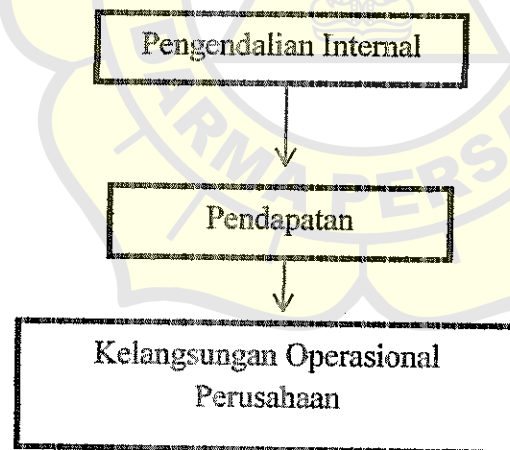 Pengendalian Internal
Pendapatan
Kelangsungan Operasional
Perusahaan